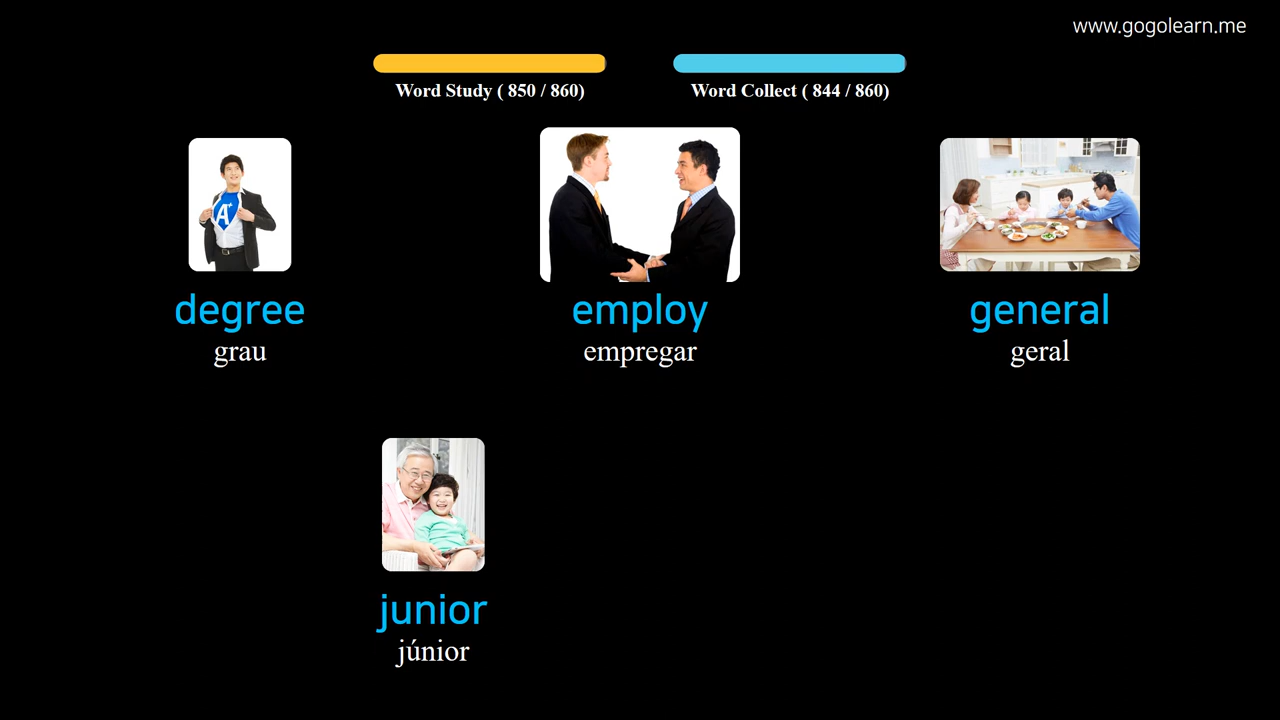 www.gogolearn.me
Word Study ( 850 / 860)
Word Collect ( 844 / 860)
A+
degree
grau
employ
empregar
general
geral
junior
júnior